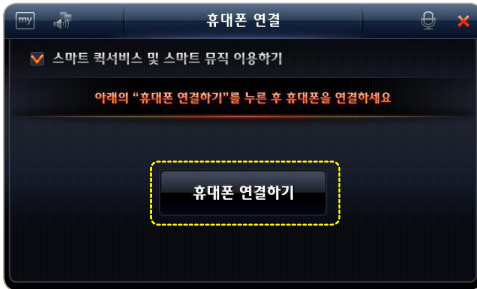 my
휴대폰 연결
스마트 퀵서비스 및 스마트 뮤직 이용하기
아래의 “휴대폰 연결하기”를 누른 후 휴대폰을 연결하세요
휴대폰 연결하기